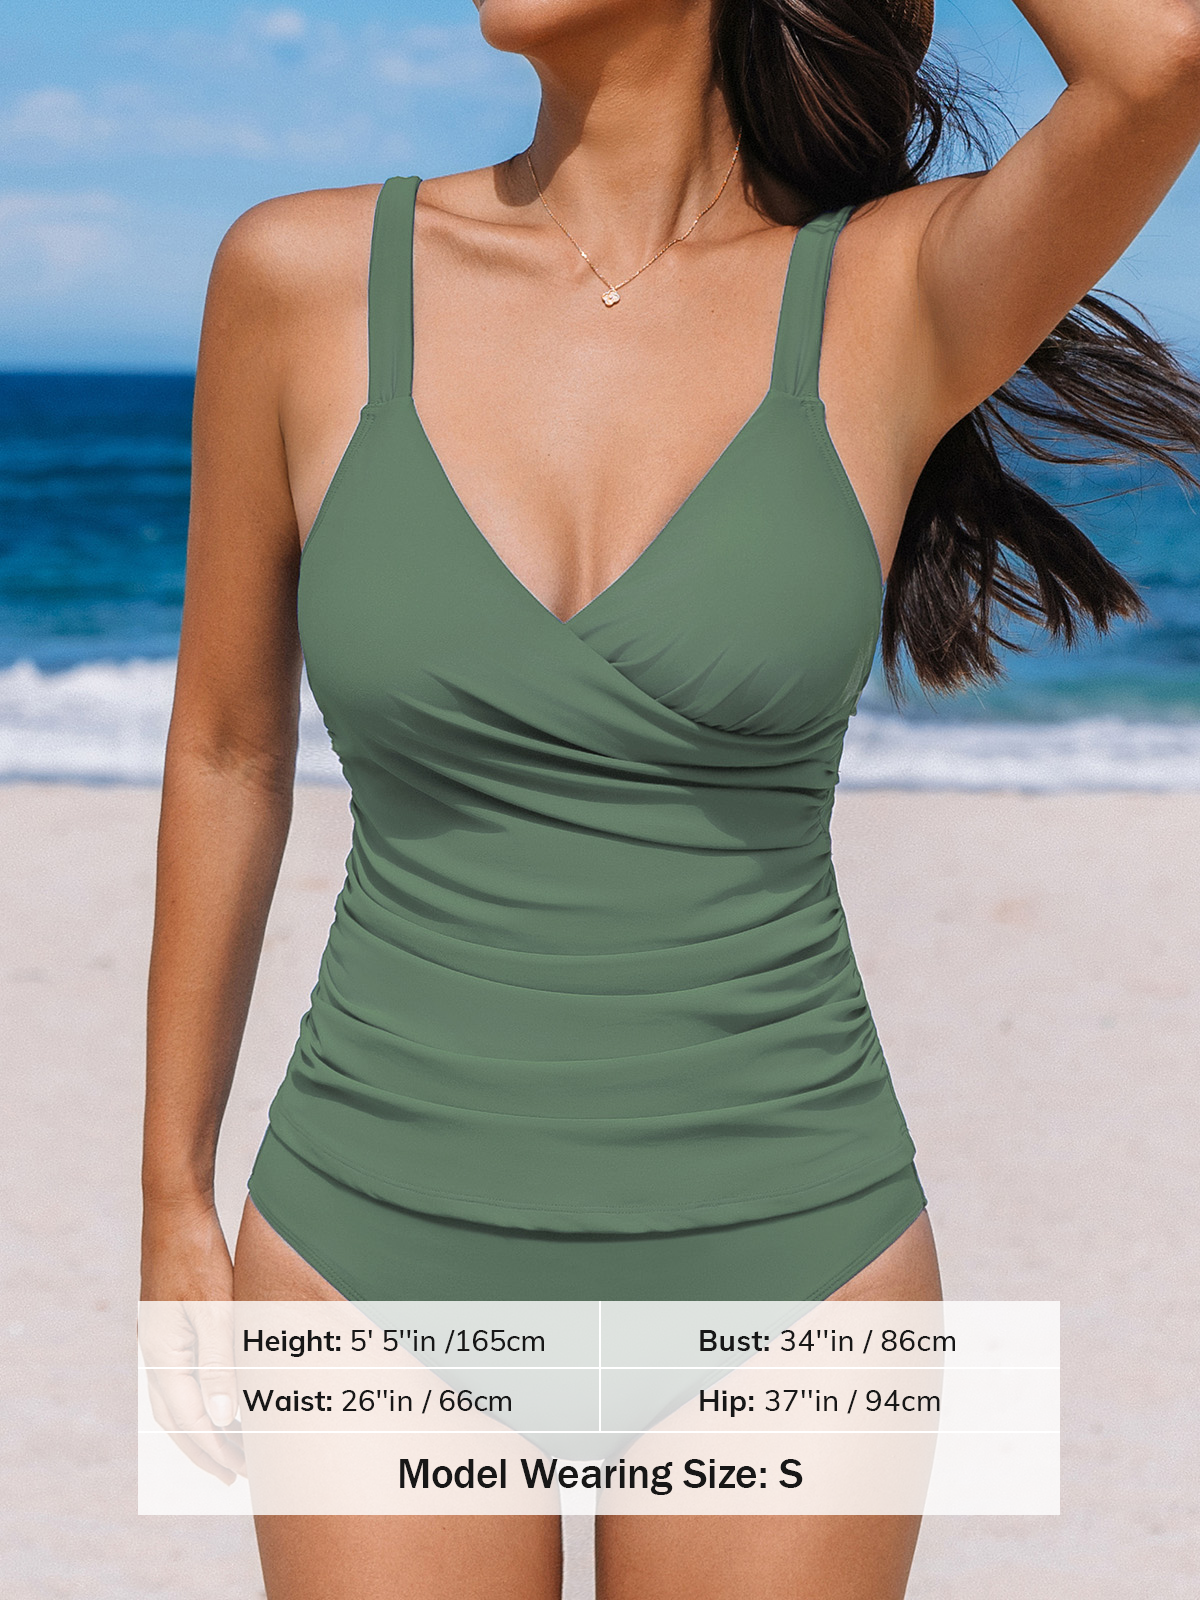 Height: 5' 5''in /165cm
Bust: 34''in / 86cm
Waist: 26''in / 66cm
Hip: 37''in / 94cm
Model Wearing Size: S